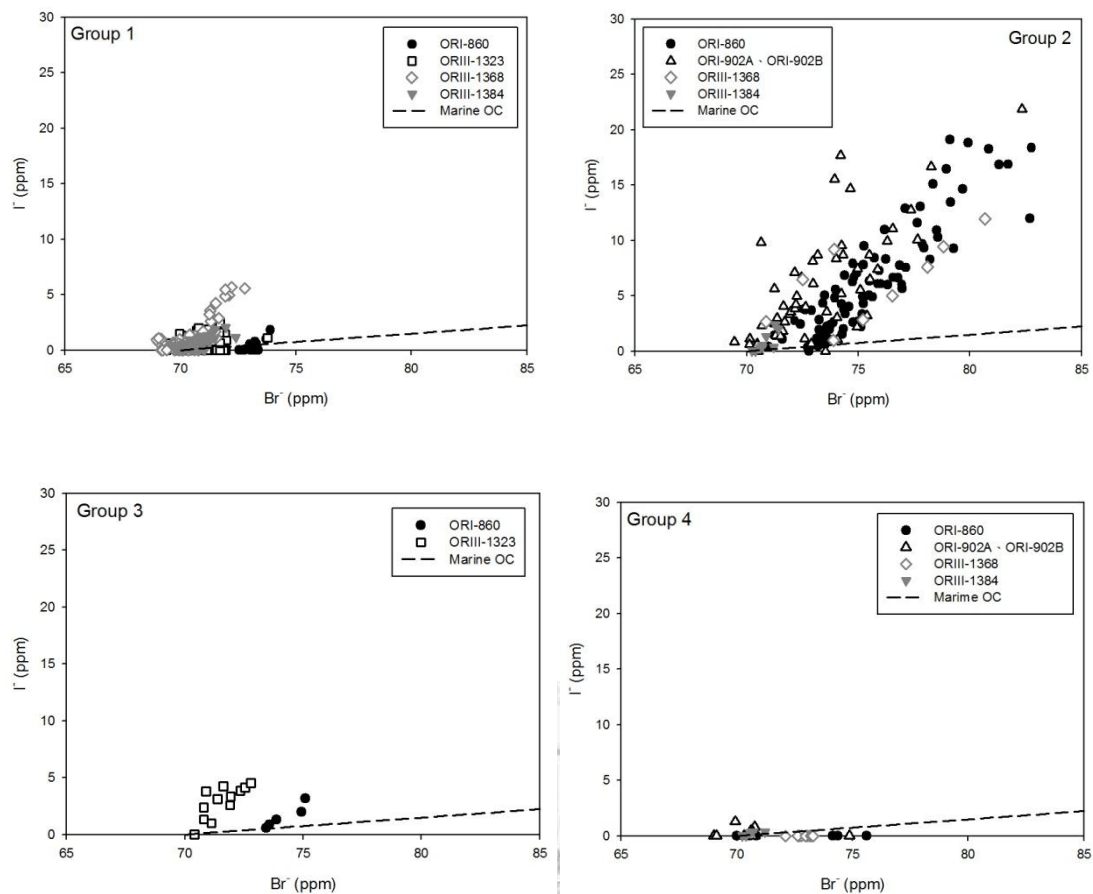 Group 1
30
25
20
15
10
5
0
I⁻ (ppm)
65
70
75
80
85
Br⁻ (ppm)
ORI-860
ORIII-1323
ORIII-1368
ORIII-1384
Marine OC
Group 2
30
25
20
15
10
5
0
I⁻ (ppm)
65
70
75
80
85
Br⁻ (ppm)
ORI-860
ORI-902A、ORI-902B
ORIII-1368
ORIII-1384
Marine OC
Group 3
30
25
20
15
10
5
0
I⁻ (ppm)
65
70
75
80
85
Br⁻ (ppm)
ORI-860
ORIII-1323
Marine OC
Group 4
30
25
20
15
10
5
0
I⁻ (ppm)
65
70
75
80
85
Br⁻ (ppm)
ORI-860
ORI-902A、ORI-902B
ORIII-1368
ORIII-1384
Marime OC